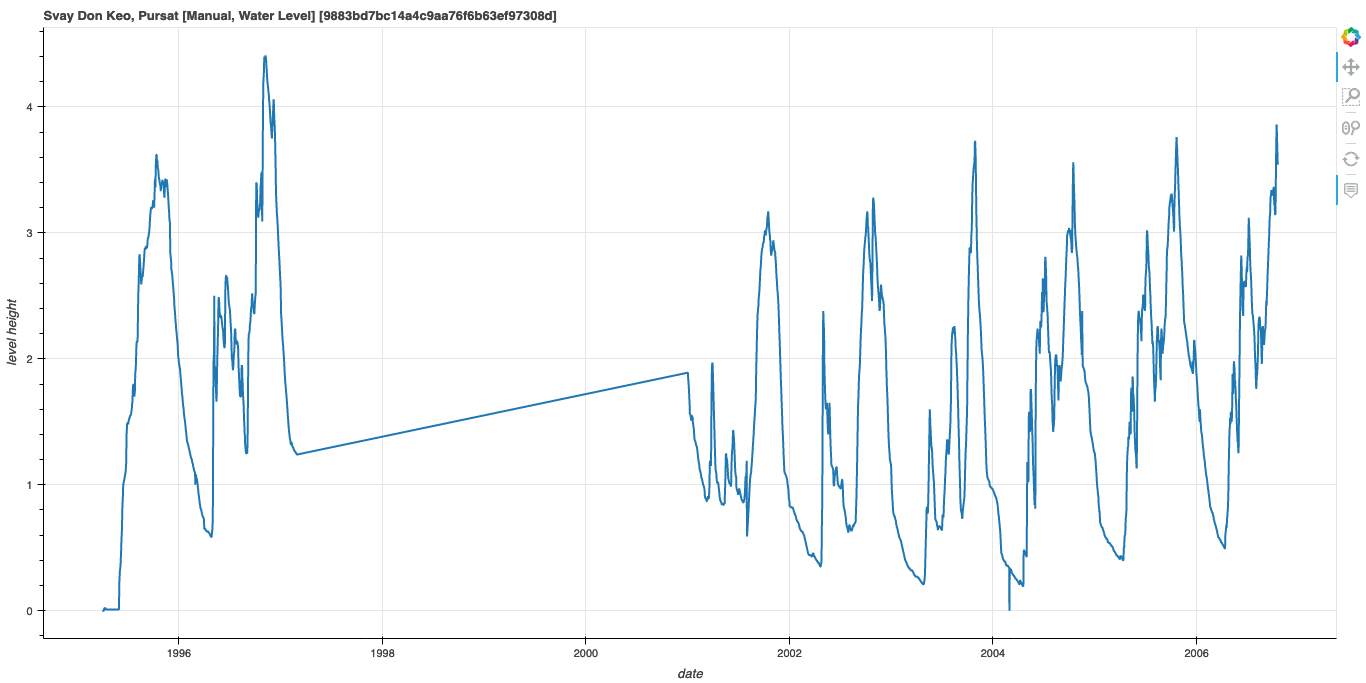 Svay Don Keo, Pursat [Manual, Water Level] [9883bd7bc14a4c9aa76f6b63ef97308d]
level height
4
3
2
1
0
1996 1998 2000 2002 2004 2006
date